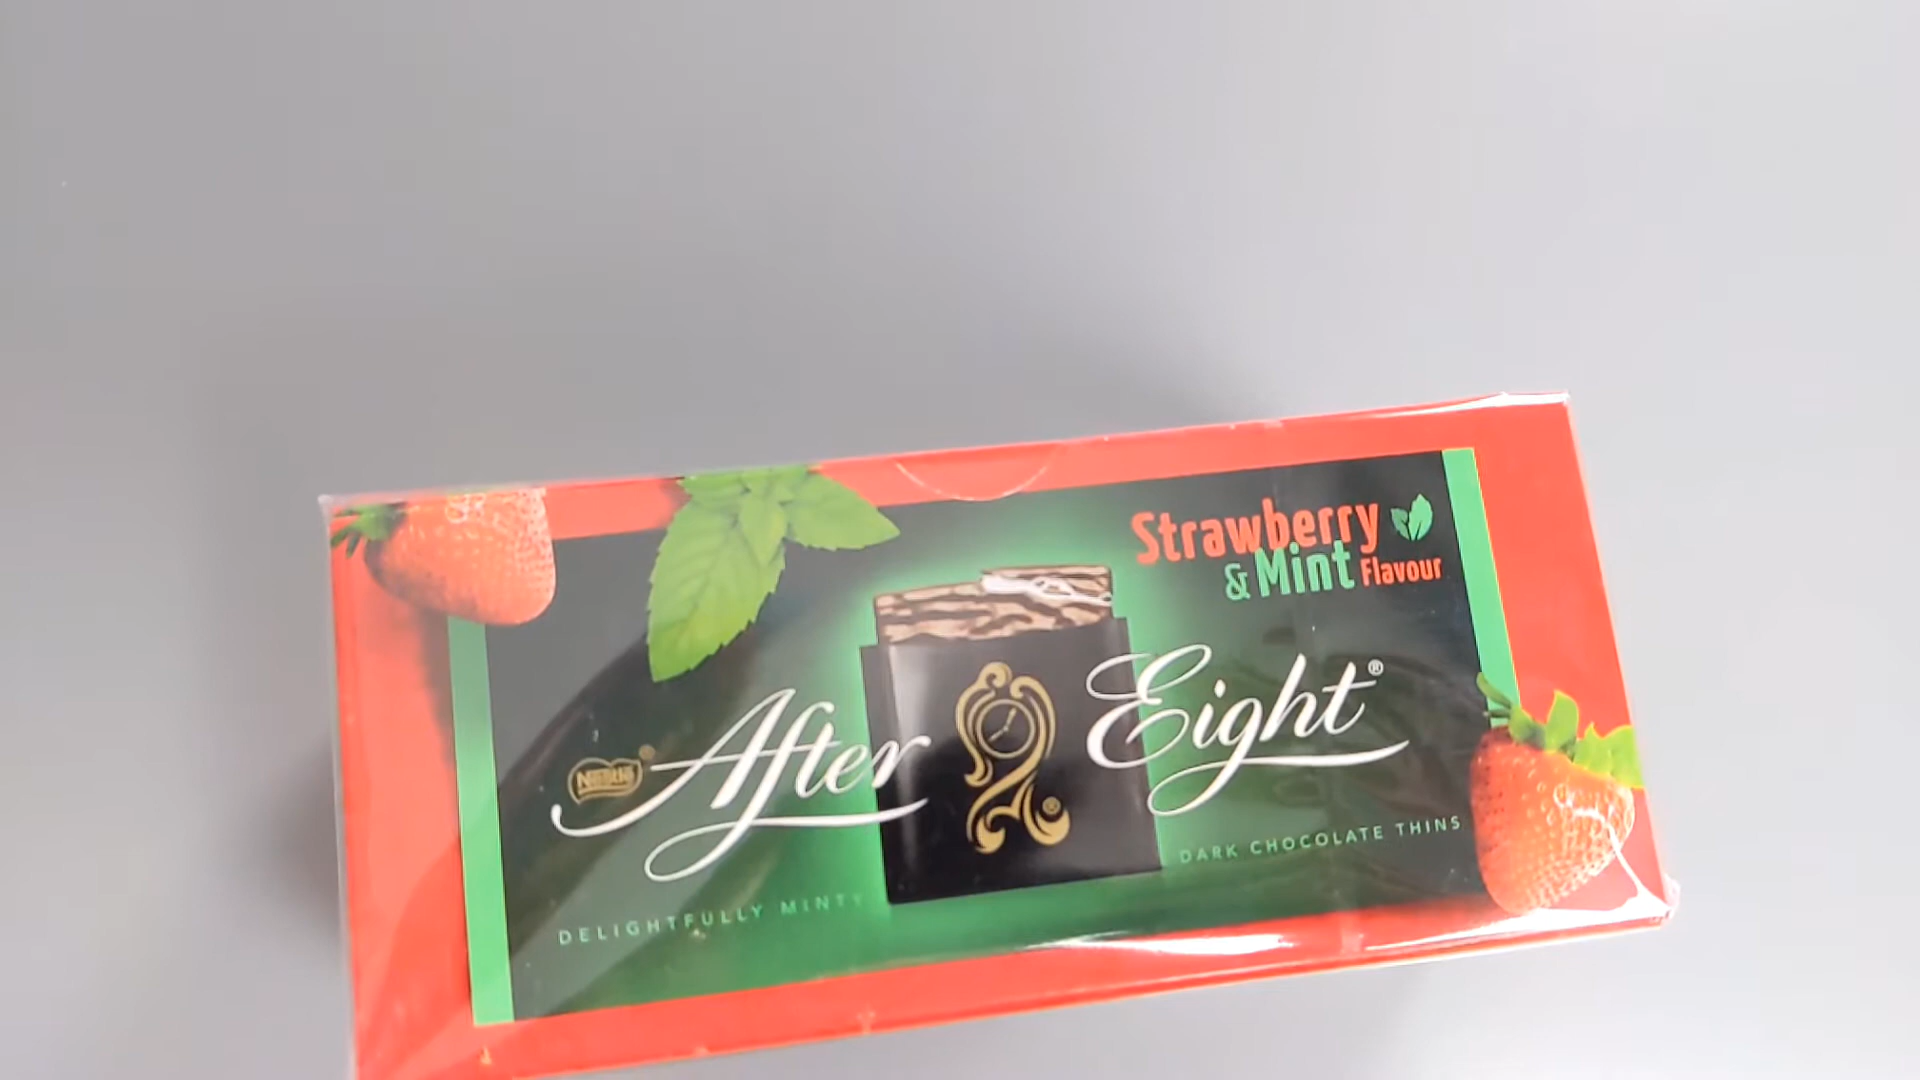 Strawberry
& Mint Flavour
Nestlé
After Eight®
DELIGHTFULLY MINTY
DARK CHOCOLATE THINS